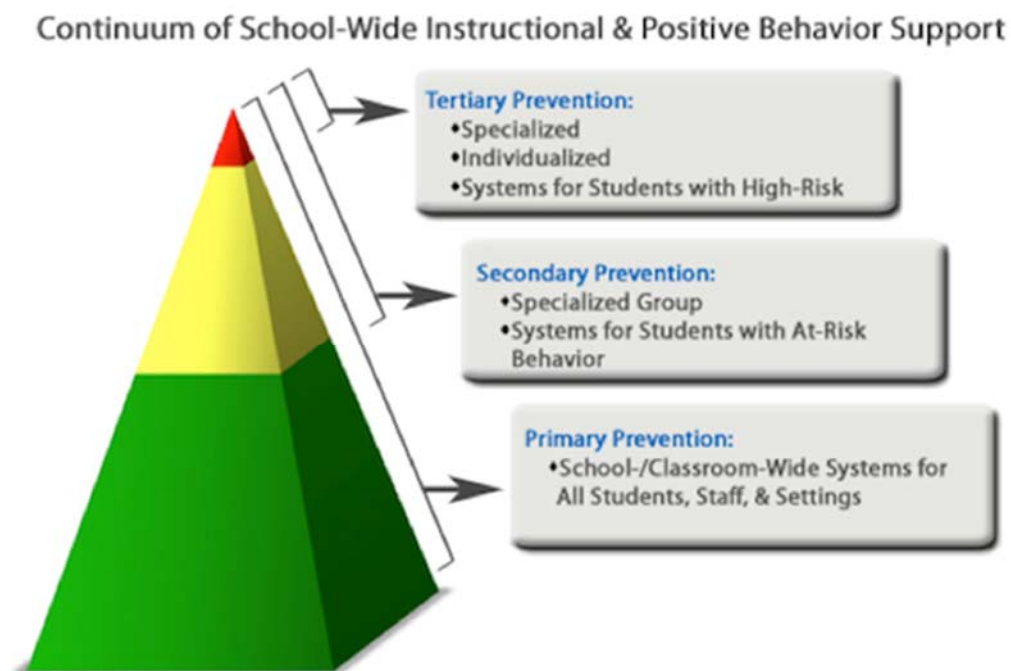 Continuum of School-Wide Instructional & Positive Behavior Support
Tertiary Prevention:
•Specialized
•Individualized
•Systems for Students with High-Risk
Secondary Prevention:
•Specialized Group
•Systems for Students with At-Risk
Behavior
Primary Prevention:
•School-/Classroom-Wide Systems for
All Students, Staff, & Settings